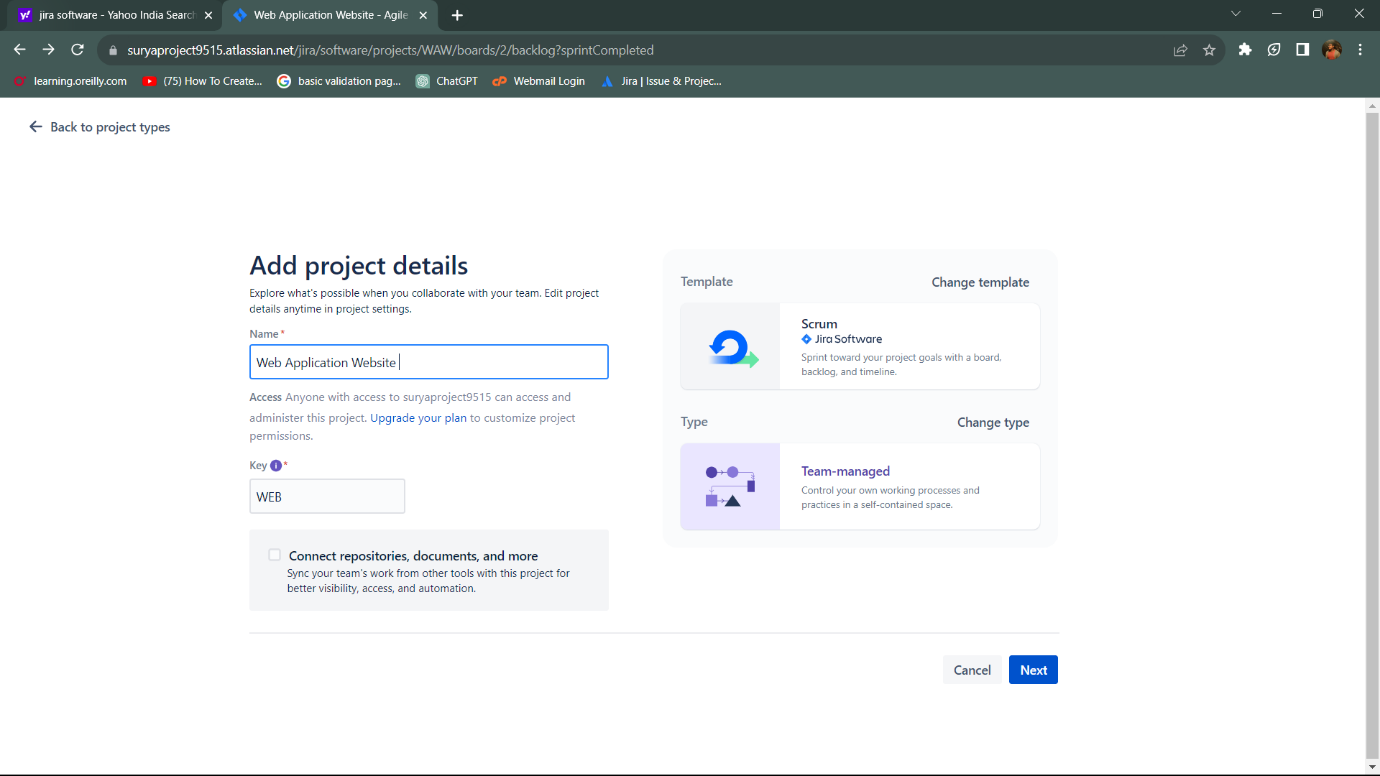 jira software - Yahoo India Search
Web Application Website - Agile
suryaproject9515.atlassian.net/jira/software/projects/WAW/boards/2/backlog?sprintCompleted
learning.oreilly.com
(75) How To Create...
basic validation pag...
ChatGPT
Webmail Login
Jira | Issue & Projec...
Back to project types
Add project details
Explore what's possible when you collaborate with your team. Edit project
details anytime in project settings.
Name *
Web Application Website
Access Anyone with access to suryaproject9515 can access and
administer this project. Upgrade your plan to customize project
permissions.
Key *
WEB
Connect repositories, documents, and more
Sync your team's work from other tools with this project for
better visibility, access, and automation.
Template
Change template
Scrum
Jira Software
Sprint toward your project goals with a board,
backlog, and timeline.
Type
Change type
Team-managed
Control your own working processes and
practices in a self-contained space.
Cancel
Next